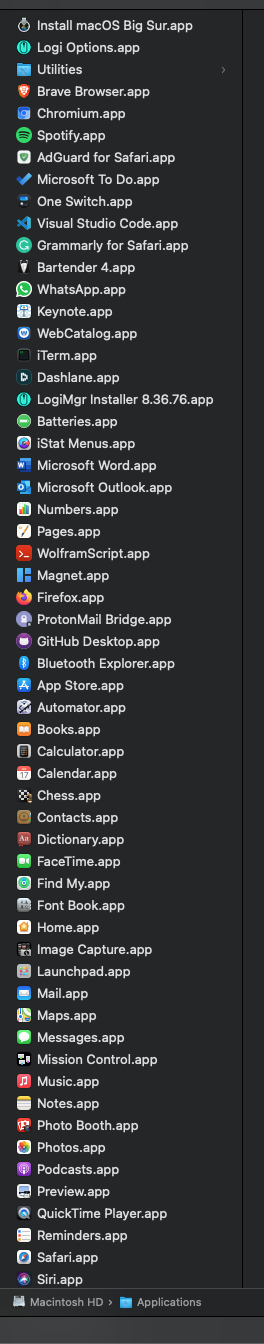 Install macOS Big Sur.app
Logi Options.app
Utilities
Brave Browser.app
Chromium.app
Spotify.app
AdGuard for Safari.app
Microsoft To Do.app
One Switch.app
Visual Studio Code.app
Grammarly for Safari.app
Bartender 4.app
WhatsApp.app
Keynote.app
WebCatalog.app
iTerm.app
Dashlane.app
LogiMgr Installer 8.36.76.app
Batteries.app
iStat Menus.app
Microsoft Word.app
Microsoft Outlook.app
Numbers.app
Pages.app
WolframScript.app
Magnet.app
Firefox.app
ProtonMail Bridge.app
GitHub Desktop.app
Bluetooth Explorer.app
App Store.app
Automator.app
Books.app
Calculator.app
Calendar.app
Chess.app
Contacts.app
Dictionary.app
FaceTime.app
Find My.app
Font Book.app
Home.app
Image Capture.app
Launchpad.app
Mail.app
Maps.app
Messages.app
Mission Control.app
Music.app
Notes.app
Photo Booth.app
Photos.app
Podcasts.app
Preview.app
QuickTime Player.app
Reminders.app
Safari.app
Siri.app
Macintosh HD › Applications